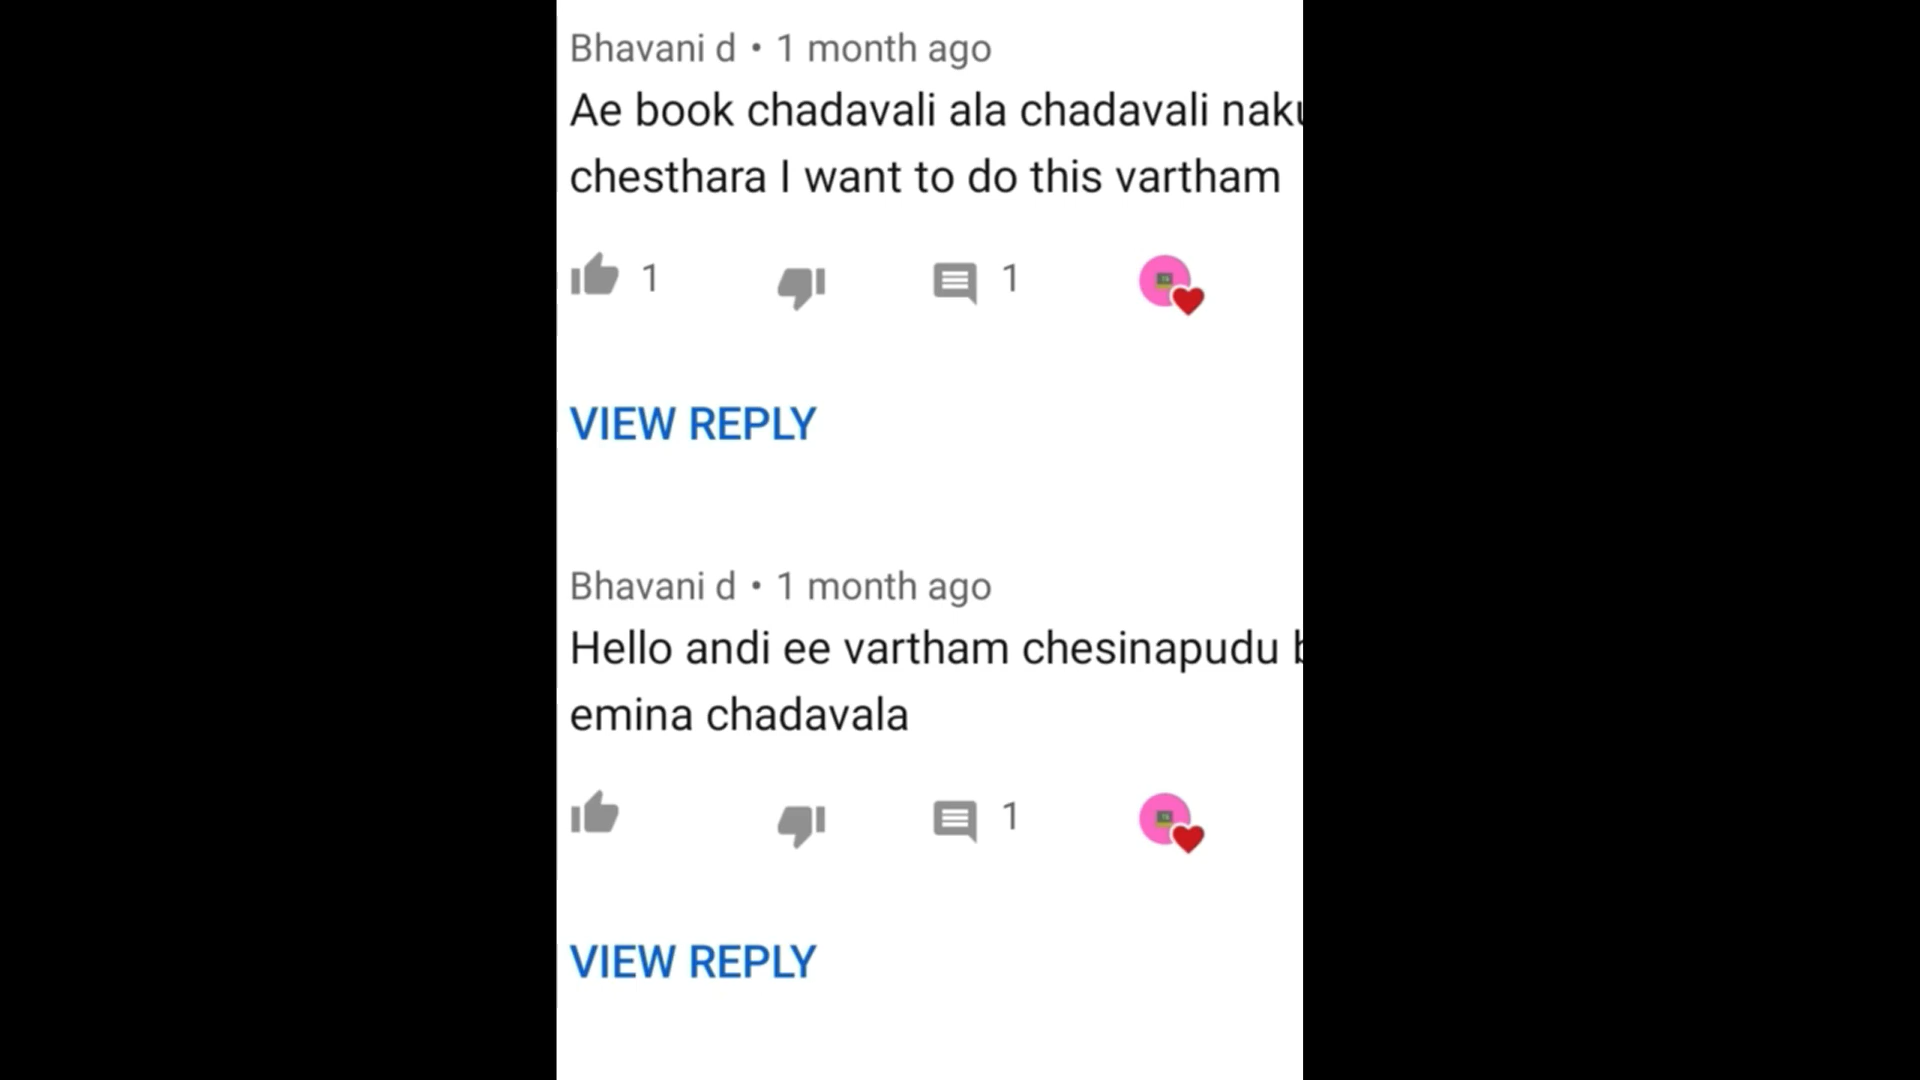 Bhavani d • 1 month ago
Ae book chadavali ala chadavali
chesthara I want to do this vartham
1 1
VIEW REPLY
Bhavani d • 1 month ago
Hello andi ee vartham chesinapudu
emina chadavala
1
VIEW REPLY